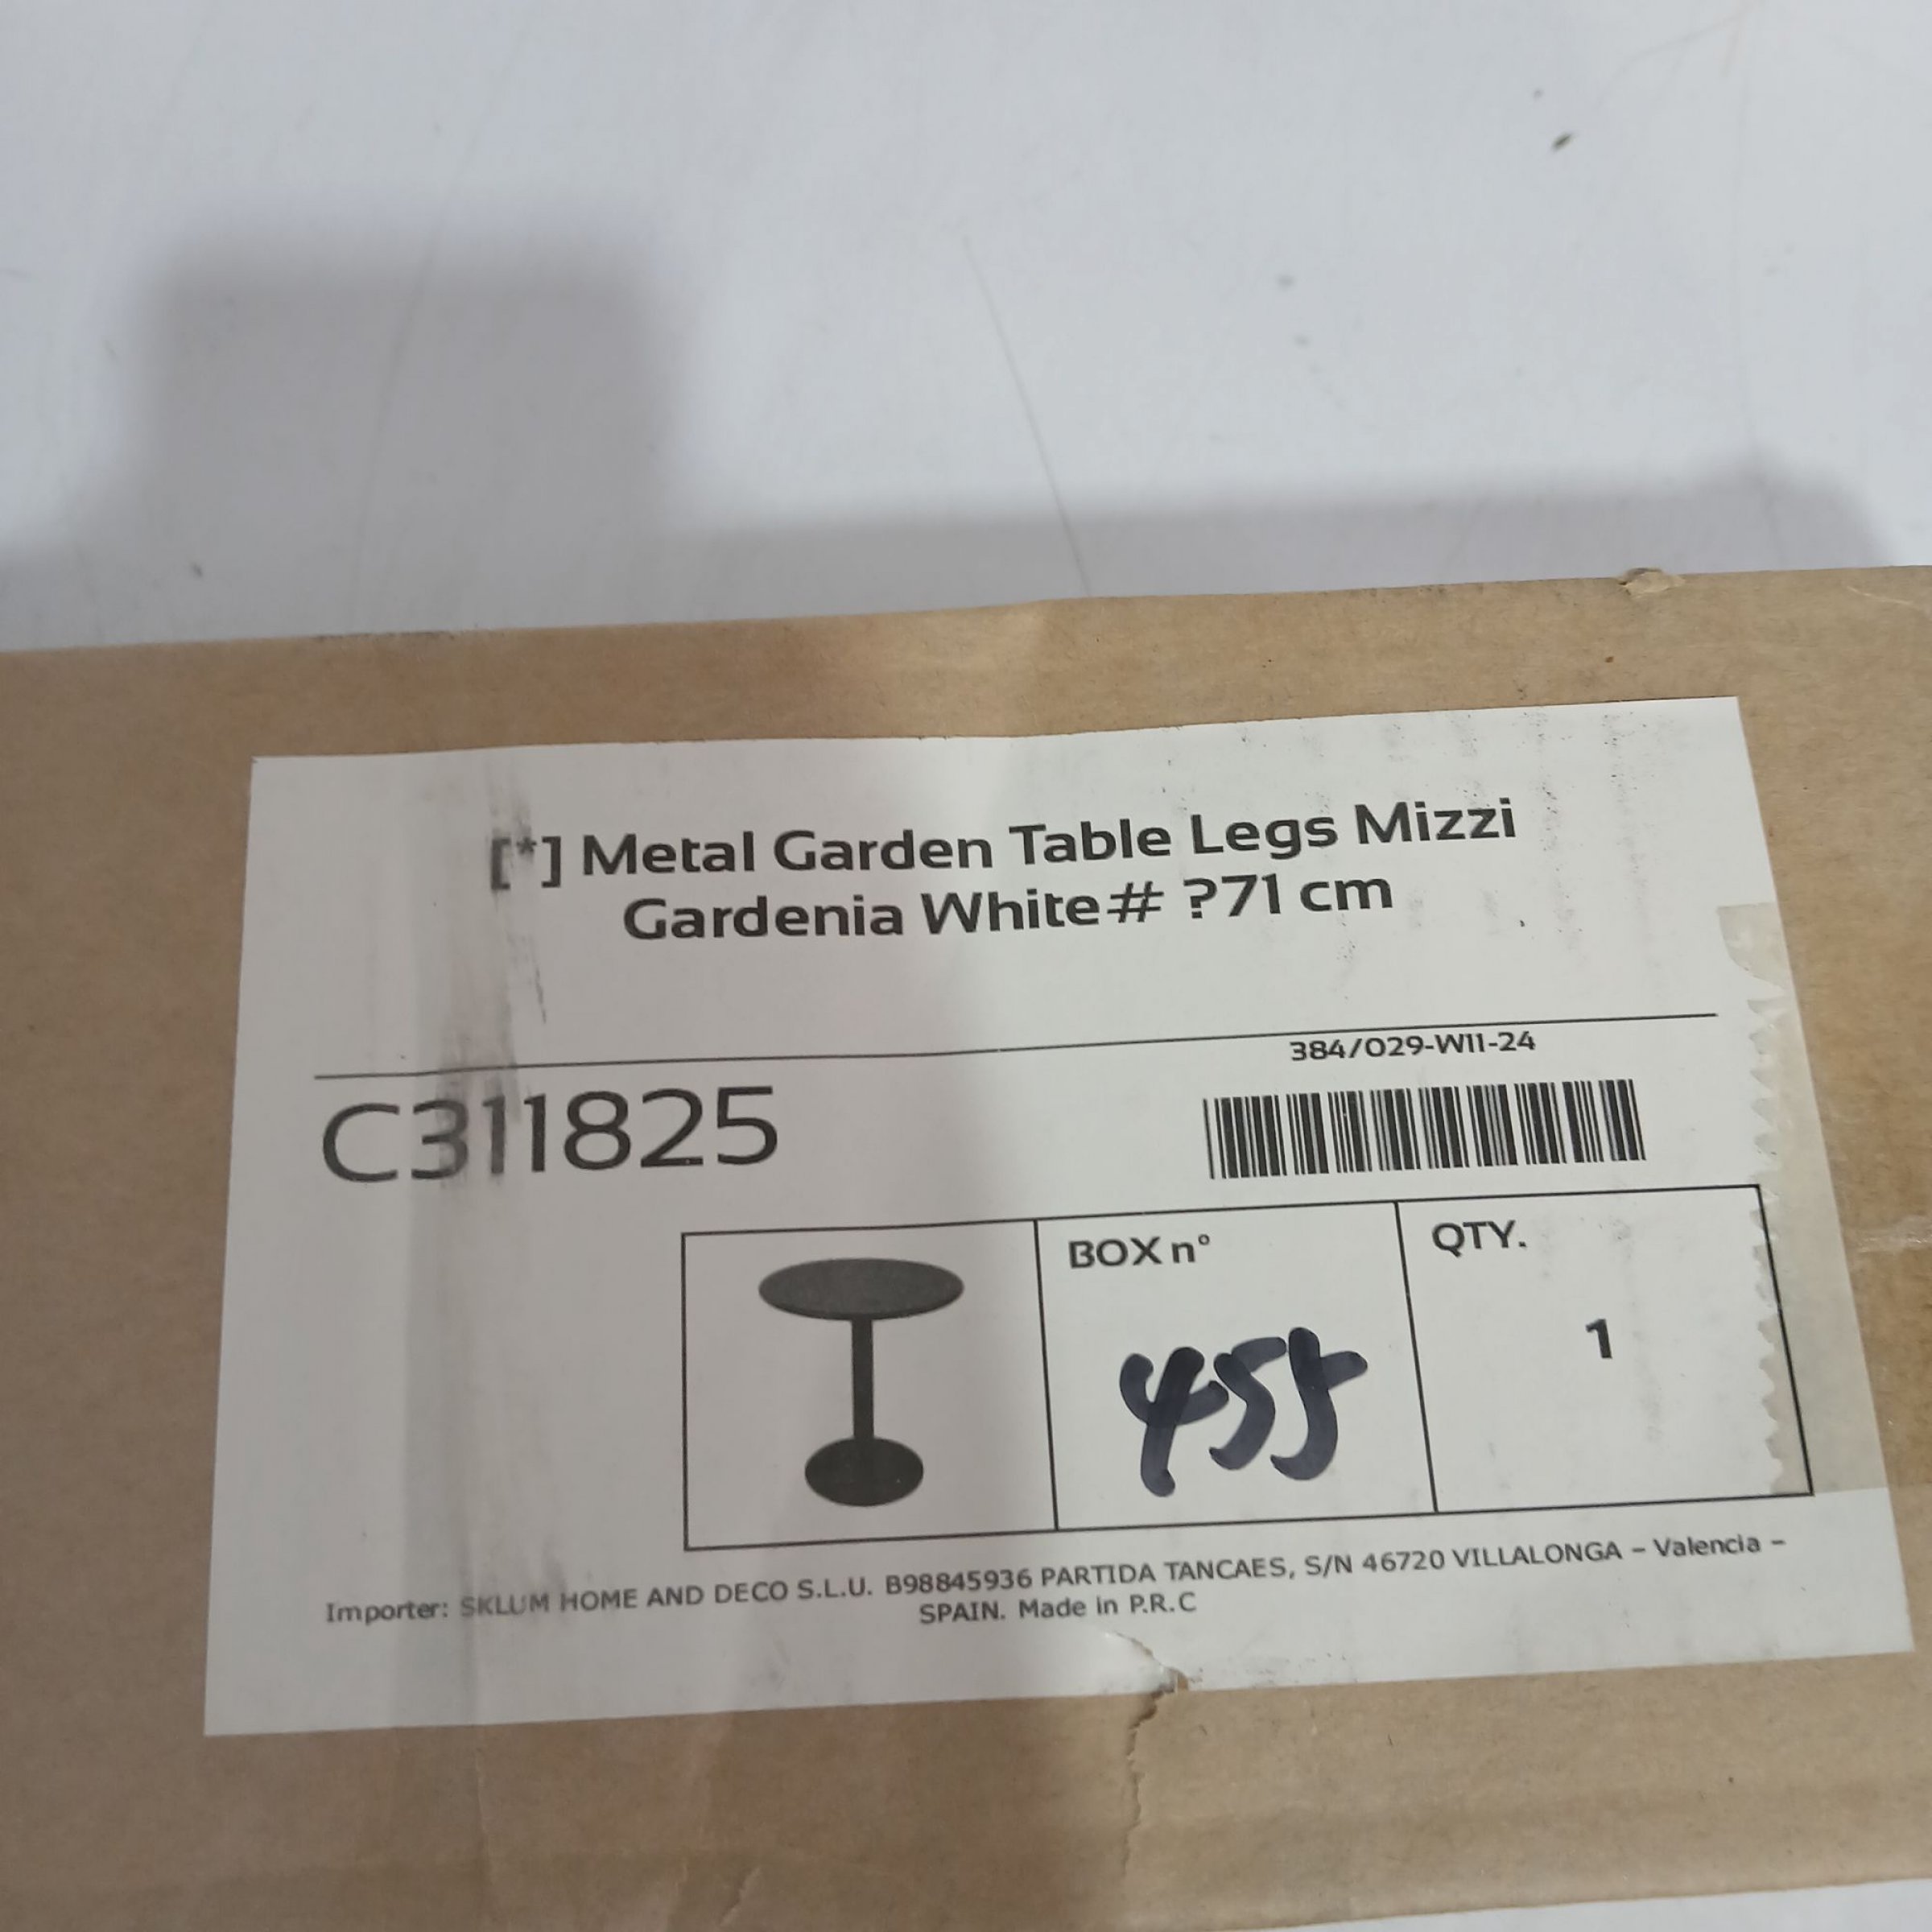 [*] Metal Garden Table Legs Mizzi
Gardenia White# ?71 cm
384/029-W11-24
C311825
BOX nº
QTY.
455
1
Importer: SKLUM HOME AND DECO S.L.U. B98845936 PARTIDA TANCAES, S/N 46720 VILLALONGA – Valencia –
SPAIN. Made in P.R.C